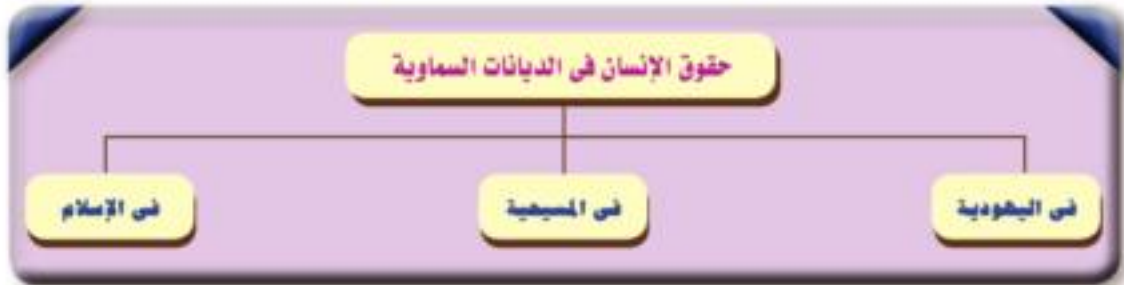 حقوق الإنسان فى الديانات السماوية
فى اليهودية
فى المسيحية
فى الإسلام